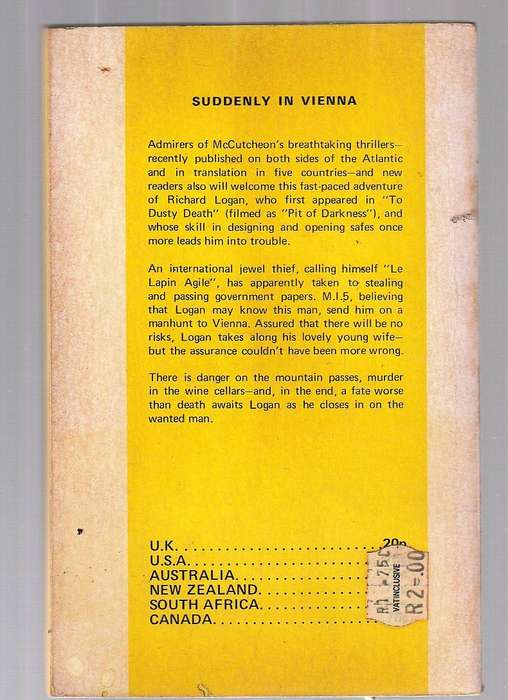 SUDDENLY IN VIENNA
Admirers of McCutcheon's breathtaking thrillers—
recently published on both sides of the Atlantic
and in translation in five countries—and new
readers also will welcome this fast-paced adventure
of Richard Logan, who first appeared in "To
Dusty Death" (filmed as "Pit of Darkness"), and
whose skill in designing and opening safes once
more leads him into trouble.
An international jewel thief, calling himself "Le
Lapin Agile", has apparently taken to stealing
and passing government papers. M.I.5, believing
that Logan may know this man, send him on a
manhunt to Vienna. Assured that there will be no
risks, Logan takes along his lovely young wife—
but the assurance couldn't have been more wrong.
There is danger on the mountain passes, murder
in the wine cellars—and, in the end, a fate worse
than death awaits Logan as he closes in on the
wanted man.
U.K. . . . . . . . . . . . . . . . . . . . . . . . 20p
U.S.A. . . . . . . . . . . . . . . . . . . . . .
AUSTRALIA. . . . . . . . . . . . . . .
NEW ZEALAND. . . . . . . . . . . .
SOUTH AFRICA. . . . . . . . . . . .
CANADA. . . . . . . . . . . . . . . . . .
VAT INCLUSIVE
R2=.00